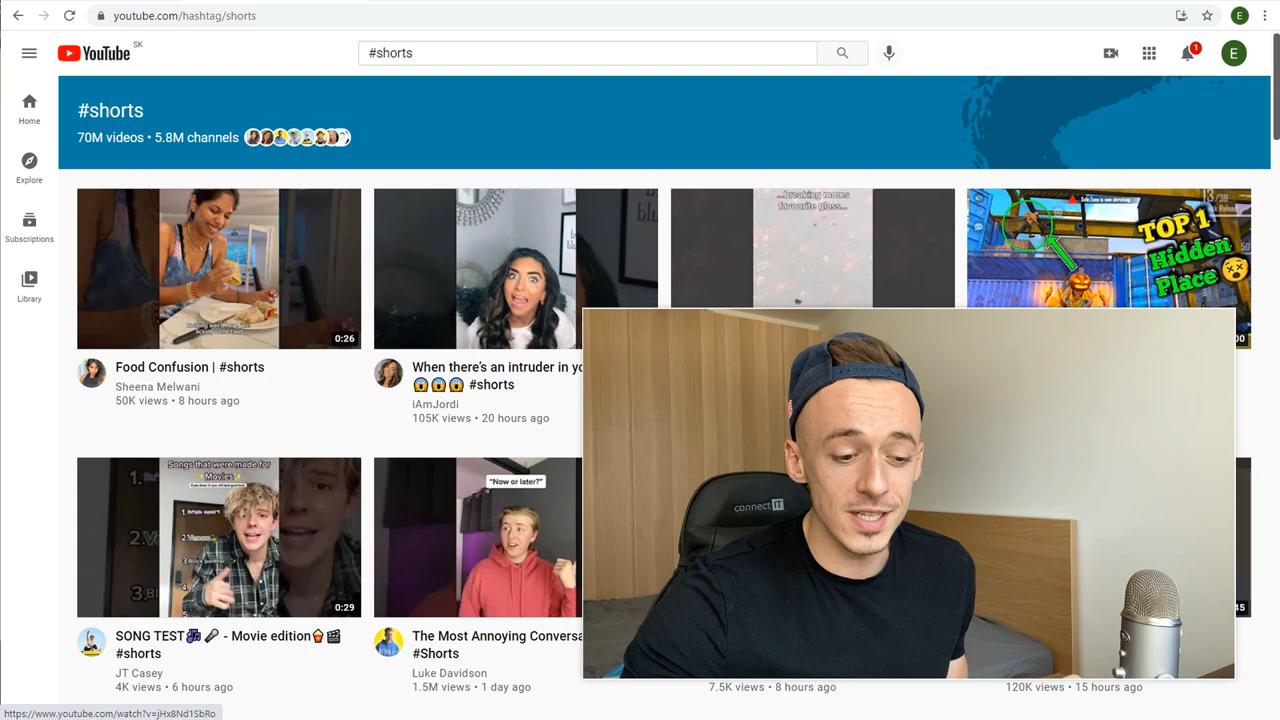 youtube.com/hashtag/shorts
E
YouTube SK
#shorts
1
E
#shorts
70M videos • 5.8M channels
Home
Explore
Subscriptions
Library
0:26
Food Confusion | #shorts
Sheena Melwani
50K views • 8 hours ago
When there's an intruder in yo
😱😱😱 #shorts
iAmJordi
105K views • 20 hours ago
...breaking moms
favourite glass...
TOP 1
Hidden
Place
:00
connect IT
Songs that were made for
Movies
0:29
SONG TEST🎶🎤 - Movie edition🍿🎬
#shorts
JT Casey
4K views • 6 hours ago
"Now or later?"
The Most Annoying Conversa
#Shorts
Luke Davidson
1.5M views • 1 day ago
7.5K views • 8 hours ago
:45
120K views • 15 hours ago
https://www.youtube.com/watch?v=jHx8Nd1SbRo